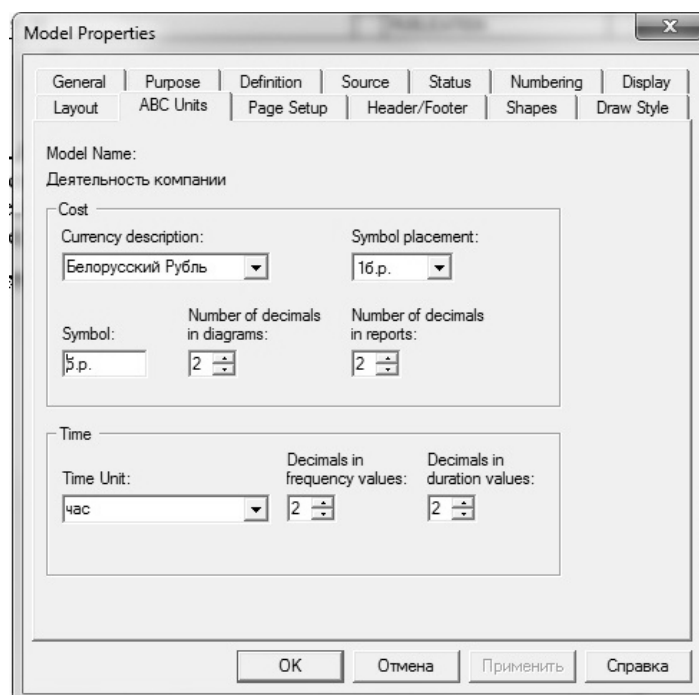 Model Properties
General Purpose Definition Source Status Numbering Display
Layout ABC Units Page Setup Header/Footer Shapes Draw Style
Model Name:
Деятельность компании
Cost
Currency description: Symbol placement:
Белорусский Рубль 1б.р.
Number of decimals Number of decimals
Symbol: in diagrams: in reports:
б.р. 2 2
Time
Decimals in Decimals in
Time Unit: frequency values: duration values:
час 2 2
OK Отмена Применить Справка